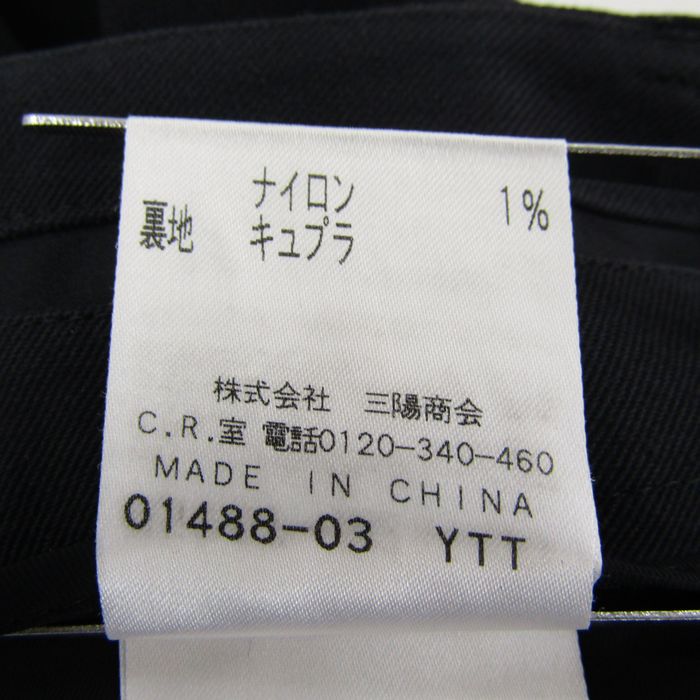 ナイロン 1%
裏地 キュプラ
株式会社 三陽商会
C.R.室 電話0120-340-460
MADE IN CHINA
01488-03 YTT